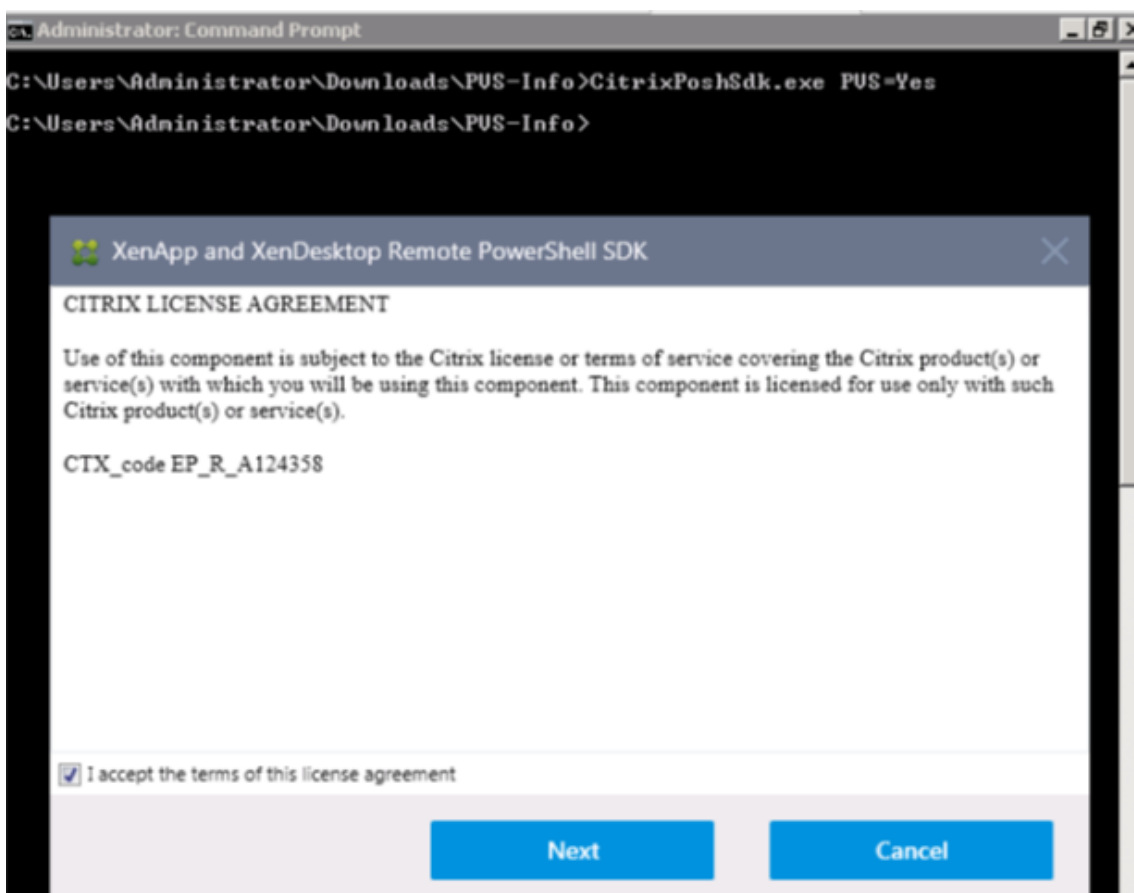 Administrator: Command Prompt
C:\Users\Administrator\Downloads\PVS-Info>CitrixPoshSdk.exe PVS=Yes
C:\Users\Administrator\Downloads\PVS-Info>
XenApp and XenDesktop Remote PowerShell SDK
CITRIX LICENSE AGREEMENT
Use of this component is subject to the Citrix license or terms of service covering the Citrix product(s) or
service(s) with which you will be using this component. This component is licensed for use only with such
Citrix product(s) or service(s).
CTX_code EP_R_A124358
I accept the terms of this license agreement
Next
Cancel